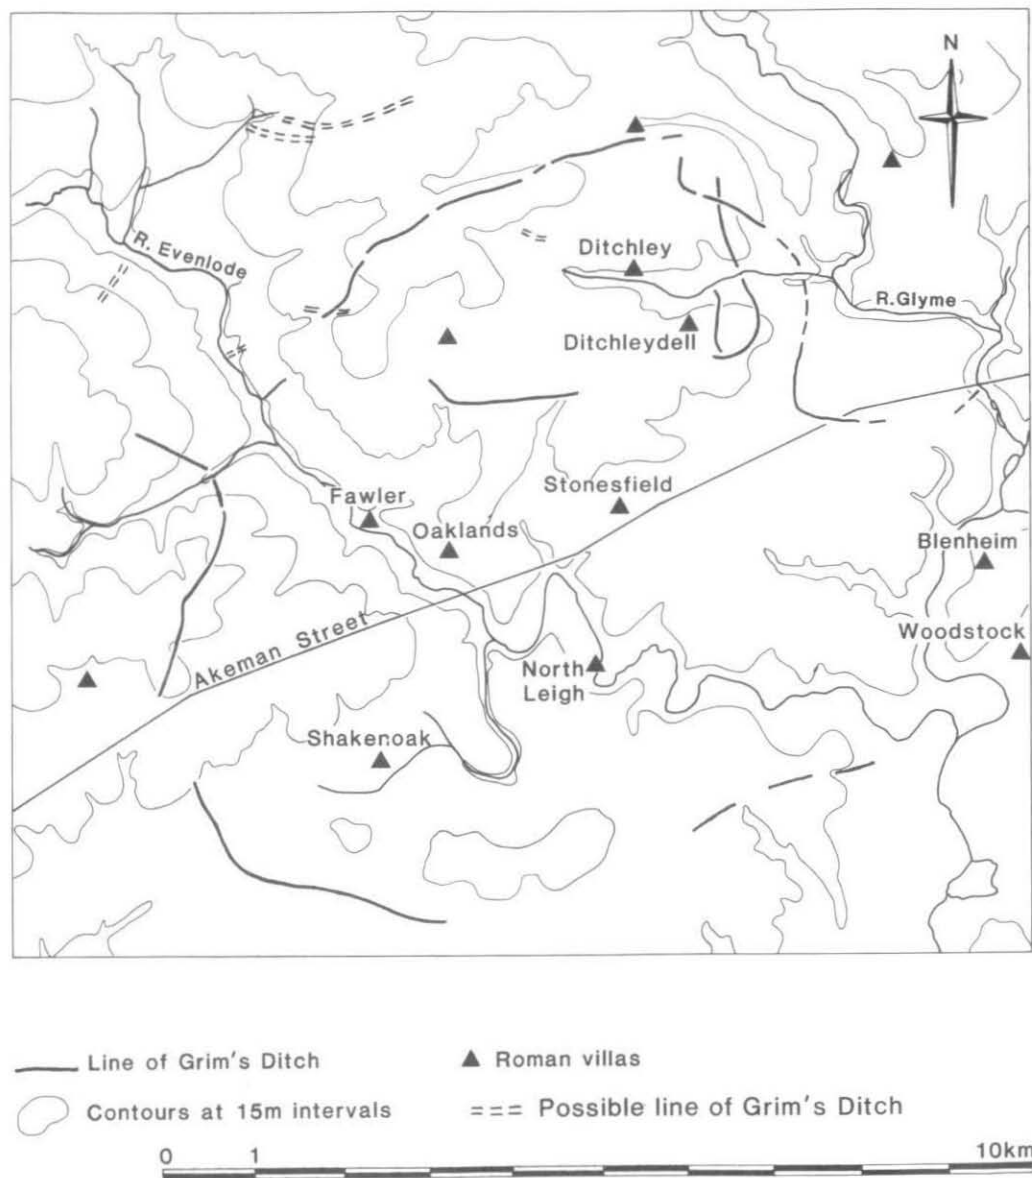 N
R. Evenlode
Ditchley
R.Glyme
Ditchleydell
Stonesfield
Fawler
Oaklands
Blenheim
Woodstock
Akeman Street
North
Leigh
Shakenoak
Line of Grim's Ditch
Roman villas
Contours at 15m intervals
Possible line of Grim's Ditch
0 1 10km